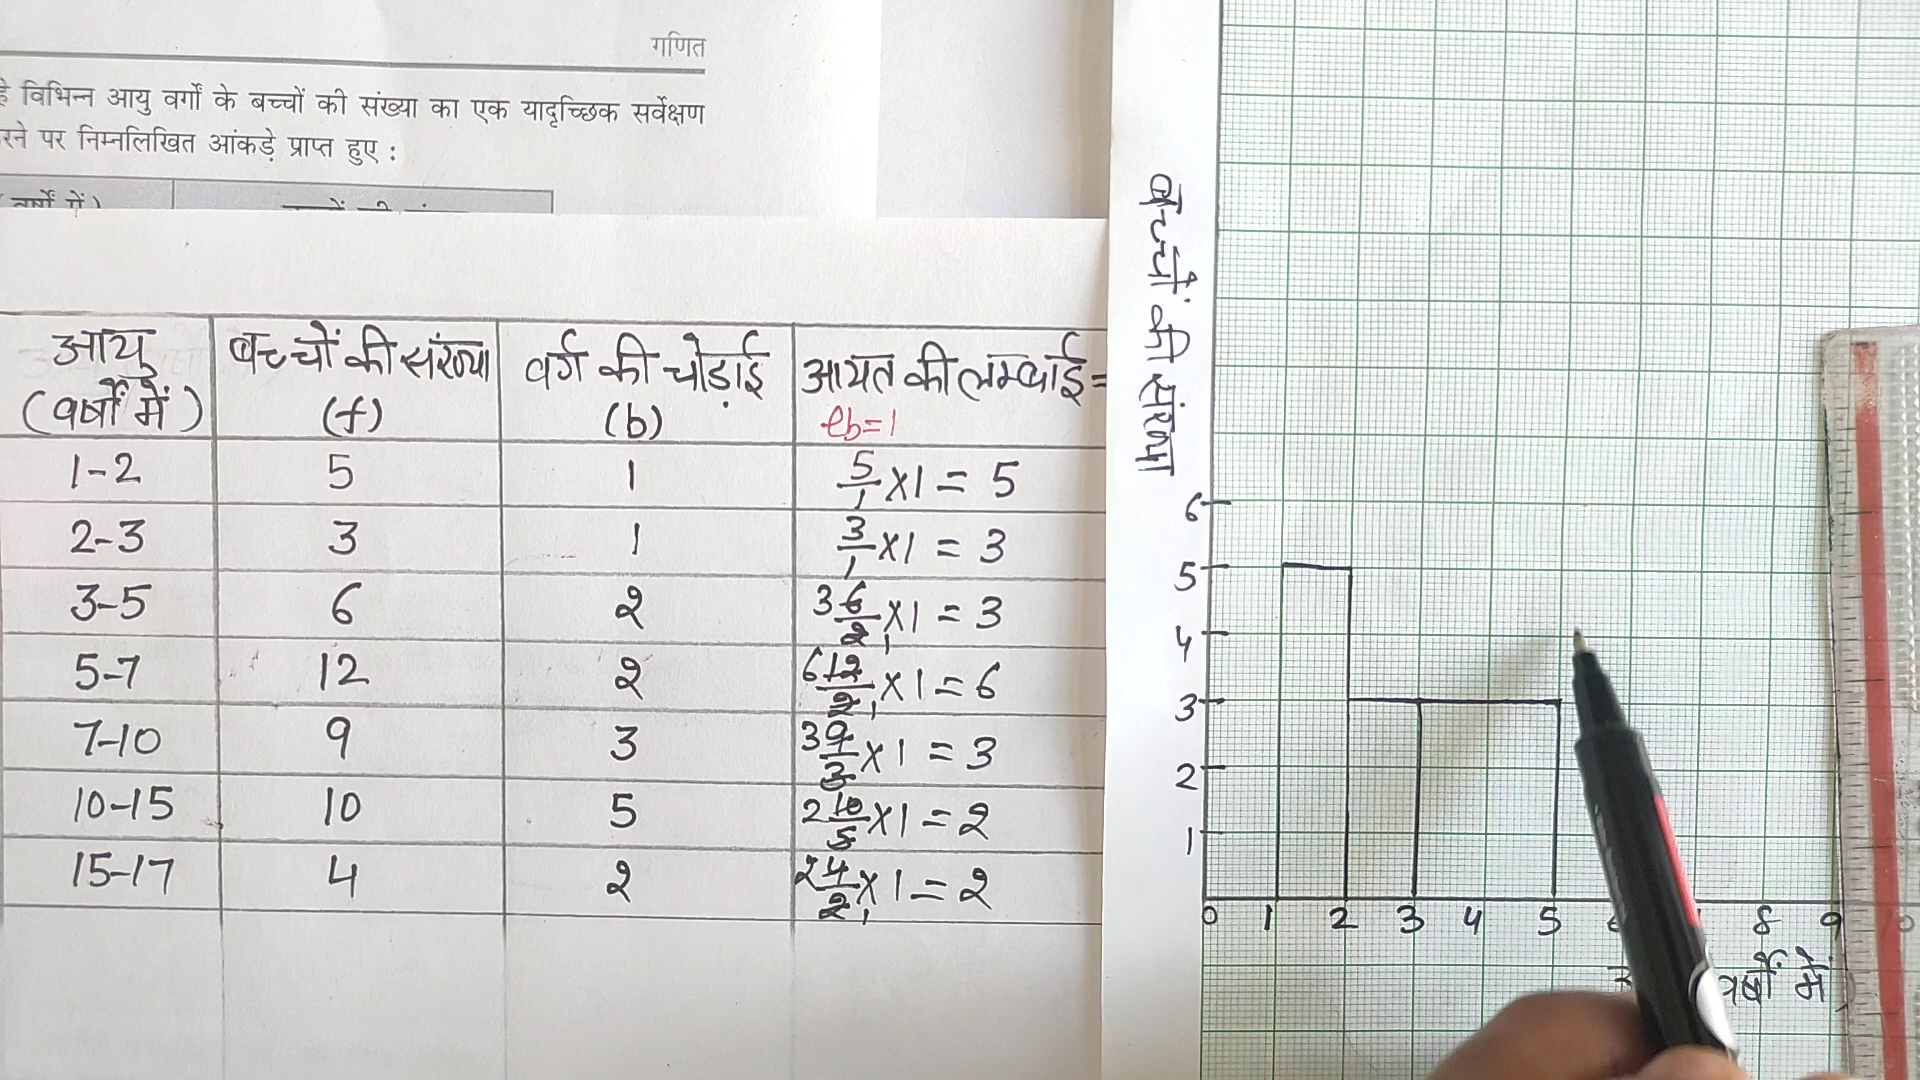 गणित
है विभिन्न आयु वर्गों के बच्चों की संख्या का एक यादृच्छिक सर्वेक्षण
रने पर निम्नलिखित आंकड़े प्राप्त हुए :
आयु (वर्षों में) बच्चों की संख्या (f) वर्ग की चोड़ाई (b) आयत की लम्बाई = lb=1
1-2 5 1 5/1 ×1 = 5
2-3 3 1 3/1 ×1 = 3
3-5 6 2 3 6/2 ×1 = 3
5-7 12 2 6 12/2 ×1 = 6
7-10 9 3 3 9/3 ×1 = 3
10-15 10 5 2 10/5 ×1 = 2
15-17 4 2 2 4/2 ×1 = 2
बच्चों की संख्या
6
5
4
3
2
1
0 1 2 3 4 5 8 9
वर्षों में